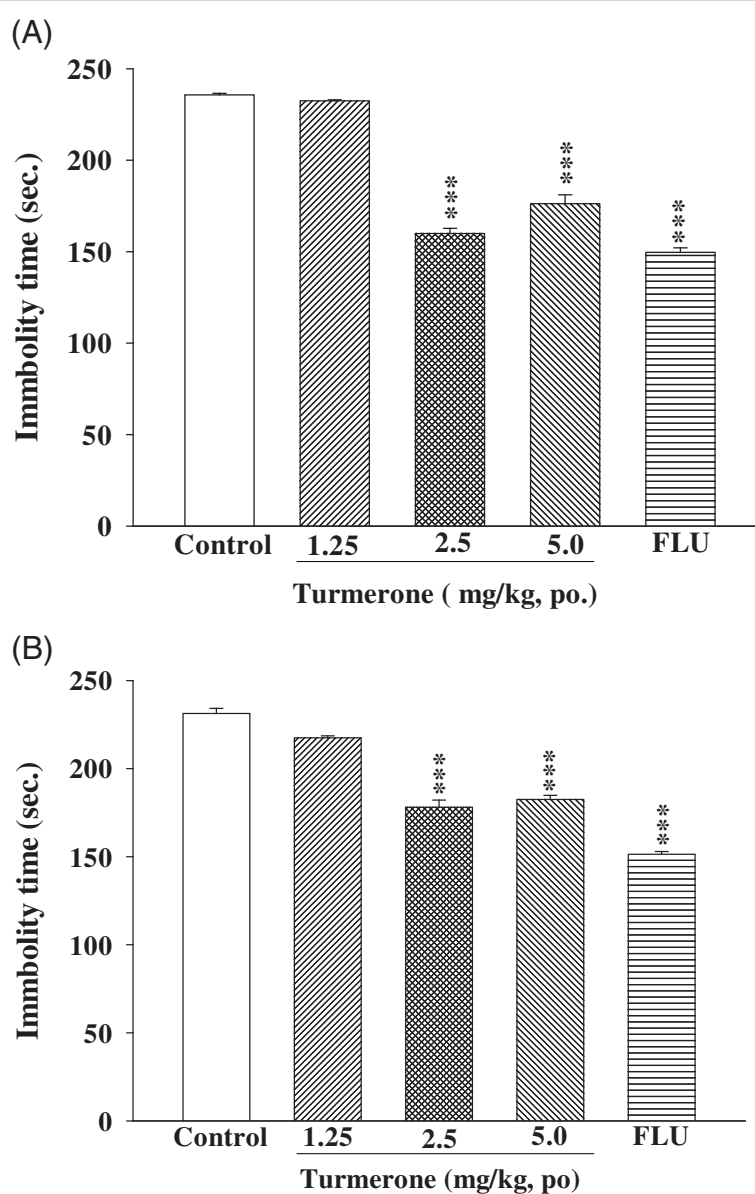 (A)
250
200
150
100
50
0
Immbolity time (sec.)
***
***
***
Control 1.25 2.5 5.0 FLU
Turmerone ( mg/kg, po.)
(B)
250
200
150
100
50
0
Immbolity time (sec.)
***
***
***
Control 1.25 2.5 5.0 FLU
Turmerone (mg/kg, po)